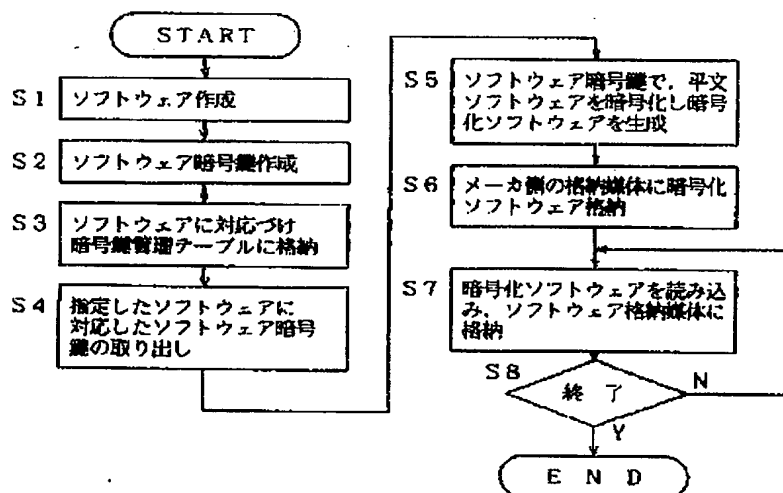 START
S1 ソフトウェア作成
S2 ソフトウェア暗号鍵作成
S3 ソフトウェアに対応づけ
暗号鍵管理テーブルに格納
S4 指定したソフトウェアに
対応したソフトウェア暗号
鍵の取り出し
S5 ソフトウェア暗号鍵で，平文
ソフトウェアを暗号化し暗号
化ソフトウェアを生成
S6 メーカ側の格納媒体に暗号化
ソフトウェア格納
S7 暗号化ソフトウェアを読み込
み，ソフトウェア格納媒体に
格納
S8
終了
N
Y
END